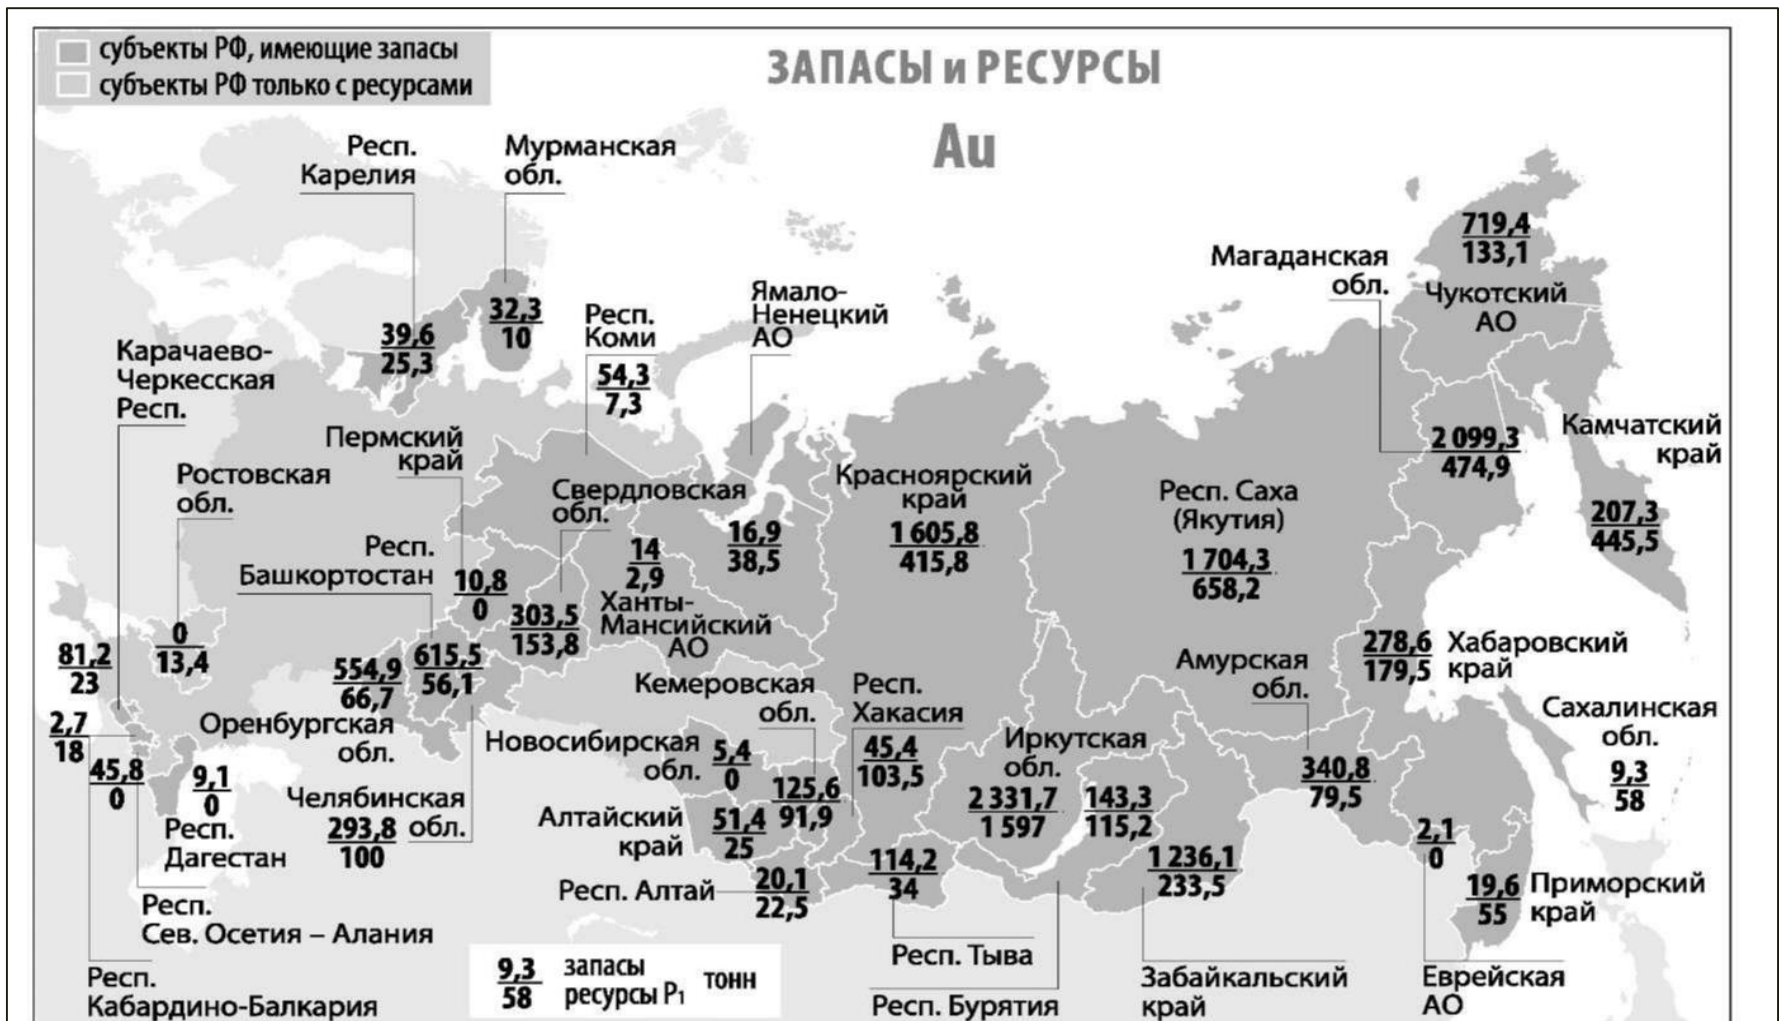 субъекты РФ, имеющие запасы
субъекты РФ только с ресурсами
ЗАПАСЫ и РЕСУРСЫ
Au
Респ.
Карелия
39,6
25,3
Мурманская
обл.
32,3
10
Респ.
Коми
54,3
7,3
Ямало-
Ненецкий
АО
16,9
38,5
Магаданская
обл.
2 099,3
474,9
719,4
133,1
Чукотский
АО
Камчатский
край
207,3
445,5
Карачаево-
Черкесская
Респ.
81,2
23
Ростовская
обл.
0
13,4
Пермский
край
10,8
0
Свердловская
обл.
303,5
153,8
14
2,9
Ханты-
Мансийский
АО
Красноярский
край
1 605,8
415,8
Респ. Саха
(Якутия)
1 704,3
658,2
Респ.
Башкортостан
615,5
56,1
554,9
66,7
Оренбургская
обл.
278,6
179,5
Хабаровский
край
Амурская
обл.
340,8
79,5
Сахалинская
обл.
9,3
58
Кемеровская
обл.
125,6
91,9
Респ.
Хакасия
45,4
103,5
Иркутская
обл.
2 331,7
1 597
143,3
115,2
Новосибирская
обл.
5,4
0
2,7
18
45,8
0
9,1
0
Респ.
Дагестан
Челябинская
обл.
293,8
100
Алтайский
край
51,4
25
Респ. Алтай
20,1
22,5
114,2
34
1 236,1
233,5
2,1
0
19,6
55
Приморский
край
Респ.
Сев. Осетия – Алания
Респ.
Кабардино-Балкария
9,3
58
запасы
ресурсы Р1
тонн
Респ. Тыва
Респ. Бурятия
Забайкальский
край
Еврейская
АО